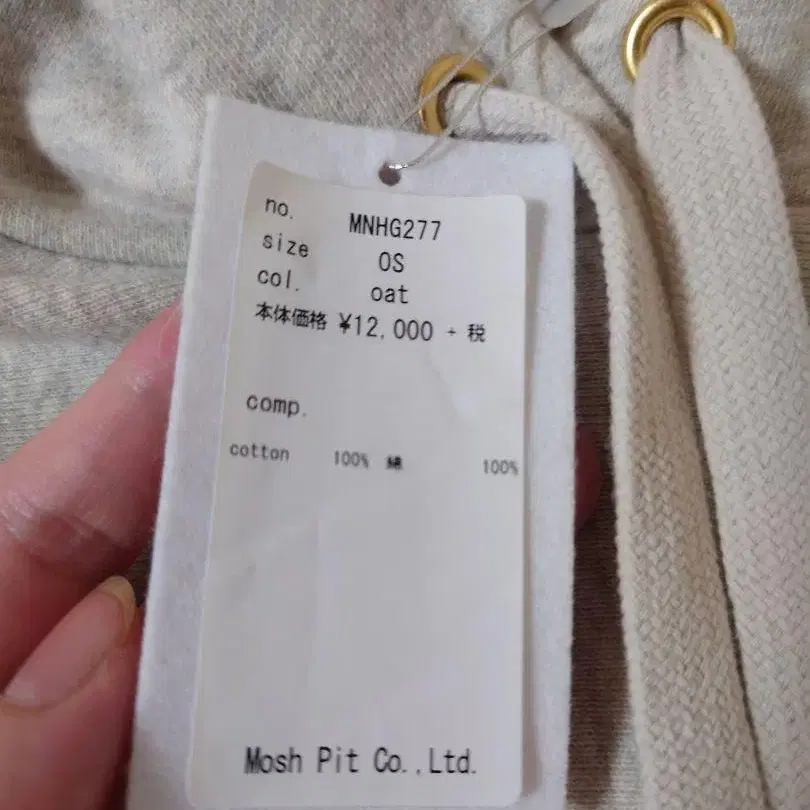 no. MNHG277
size OS
col. oat
本体価格 ¥12,000 + 税
comp.
cotton 100% 綿 100%
Mosh Pit Co.,Ltd.